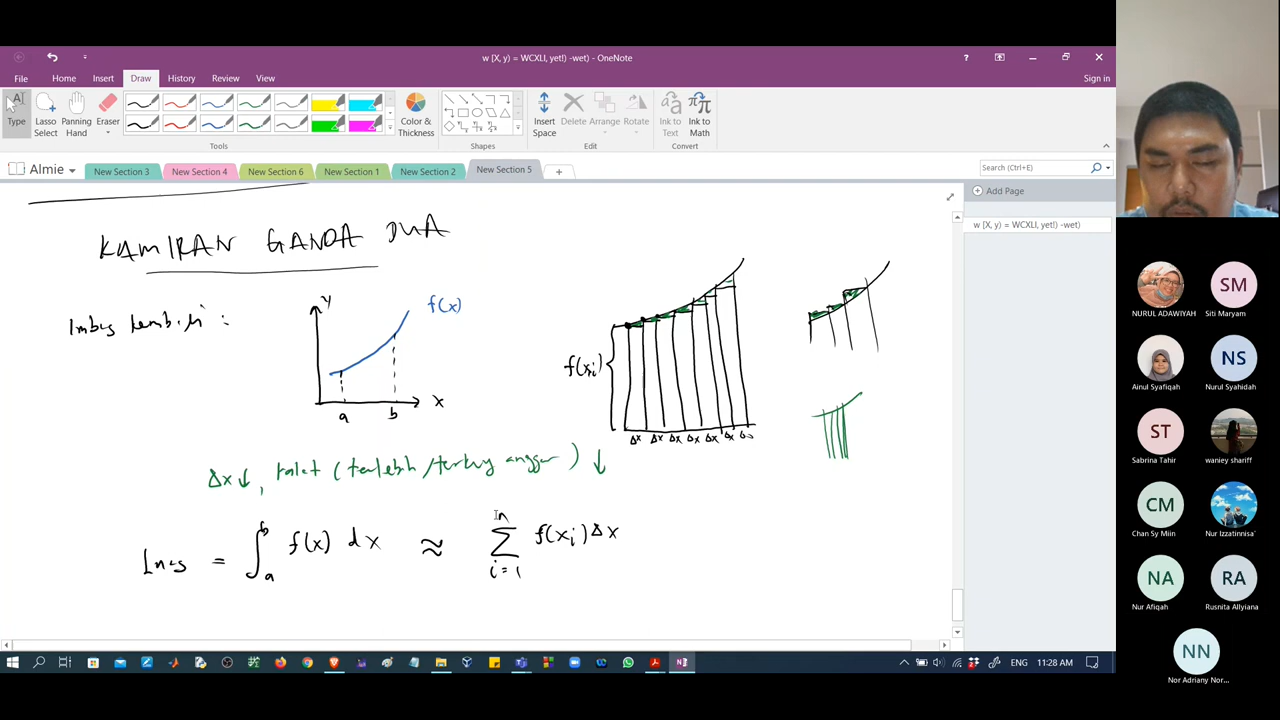 w [X, y) = WCXLI, yet!) -wet) - OneNote
File Home Insert Draw History Review View
Sign in
Type
Lasso Select
Panning Hand
Eraser
Color & Thickness
Insert Space
Delete
Arrange
Rotate
Ink to Text
Ink to Math
Tools
Shapes
Edit
Convert
Almie
New Section 3
New Section 4
New Section 6
New Section 1
New Section 2
New Section 5
Search (Ctrl+E)
Add Page
w [X, y) = WCXLI, yet!) -wet)
KAMIRAN GANDA DUA
Imbas kembali :
y
f(x)
a b x
f(xᵢ)
Δx Δx Δx Δx Δx Δx
Δx↓, ralat (terlebih/terkurang anggar) ↓
Luas = ∫ₐᵇ f(x) dx ≈ Σ i=1 n f(xᵢ)Δx
NURUL ADAWIYAH
SM
Siti Maryam
Ainul Syafiqah
NS
Nurul Syahidah
ST
Sabrina Tahir
waniey shariff
CM
Chan Sy Miin
Nur Izzatinnisa'
NA
Nur Afiqah
RA
Rusnita Allyiana
NN
Nor Adriany Nor...
ENG 11:28 AM